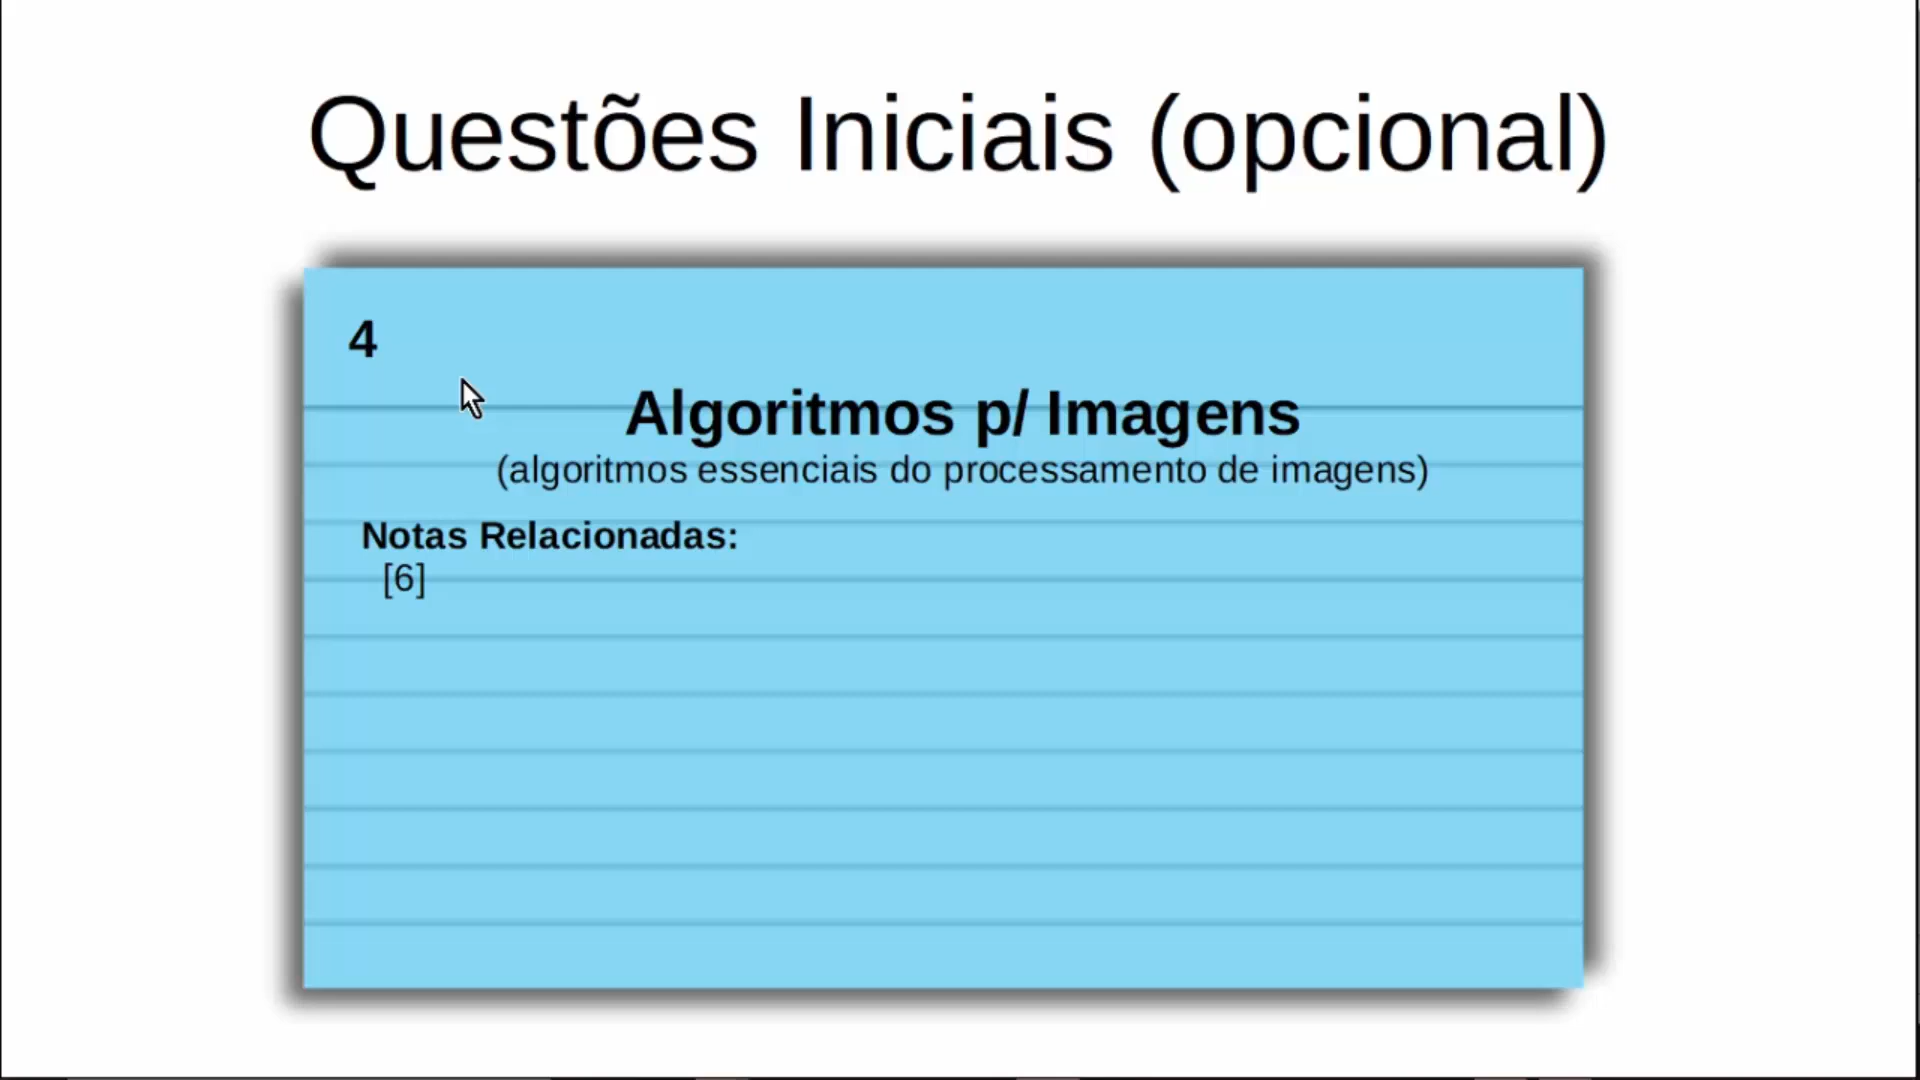 Questões Iniciais (opcional)
4
Algoritmos p/ Imagens
(algoritmos essenciais do processamento de imagens)
Notas Relacionadas:
[6]